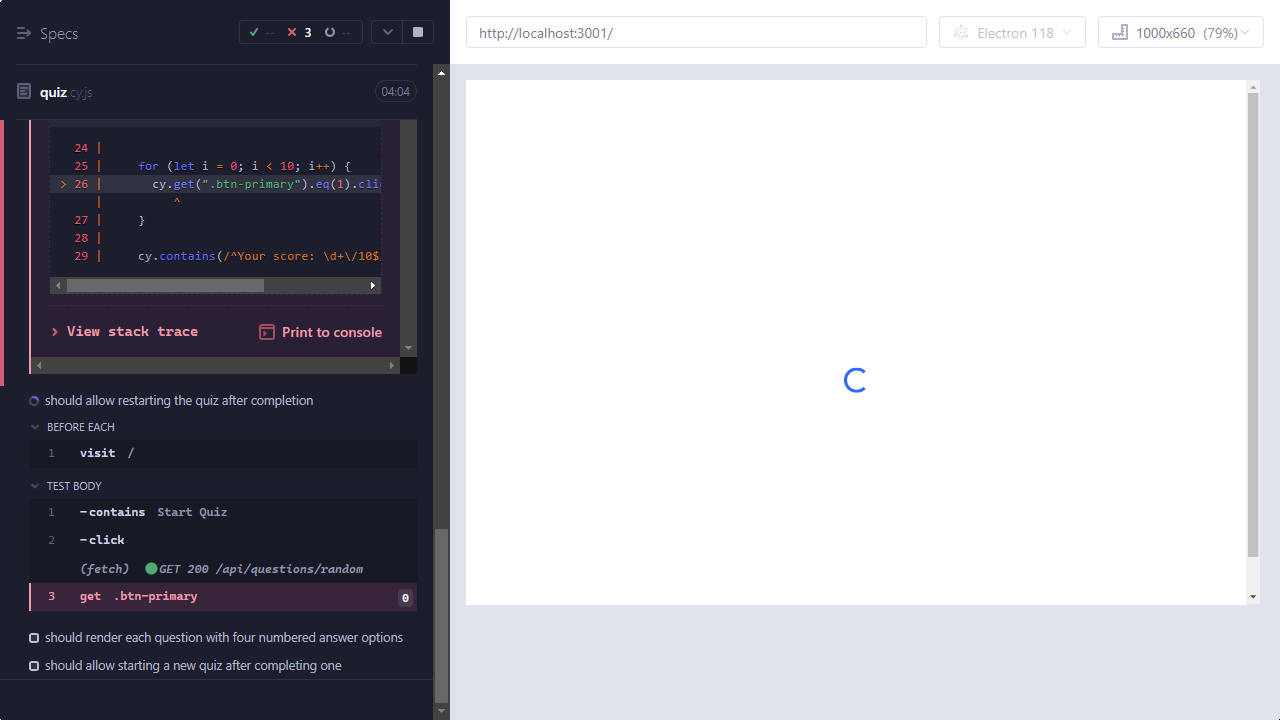 Specs
-- 3 --
quiz.cy.js
04:04
24 |
25 | for (let i = 0; i < 10; i++) {
> 26 | cy.get(".btn-primary").eq(1).clic
| ^
27 | }
28 |
29 | cy.contains(/^Your score: \d+\/10$
View stack trace
Print to console
should allow restarting the quiz after completion
BEFORE EACH
1 visit /
TEST BODY
1 -contains Start Quiz
2 -click
(fetch) GET 200 /api/questions/random
3 get .btn-primary 0
should render each question with four numbered answer options
should allow starting a new quiz after completing one
http://localhost:3001/
Electron 118
1000x660 (79%)